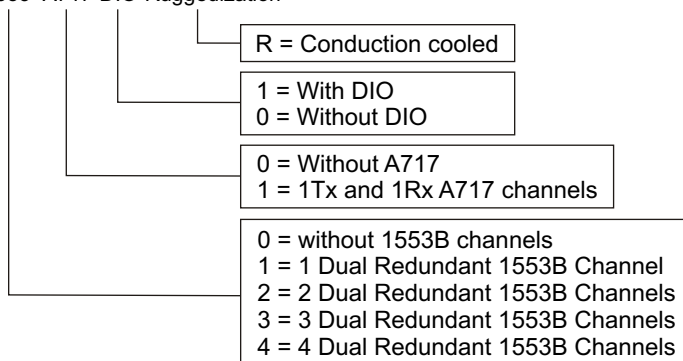 R = Conduction cooled
1 = With DIO
0 = Without DIO
0 = Without A717
1 = 1Tx and 1Rx A717 channels
0 = without 1553B channels
1 = 1 Dual Redundant 1553B Channel
2 = 2 Dual Redundant 1553B Channels
3 = 3 Dual Redundant 1553B Channels
4 = 4 Dual Redundant 1553B Channels